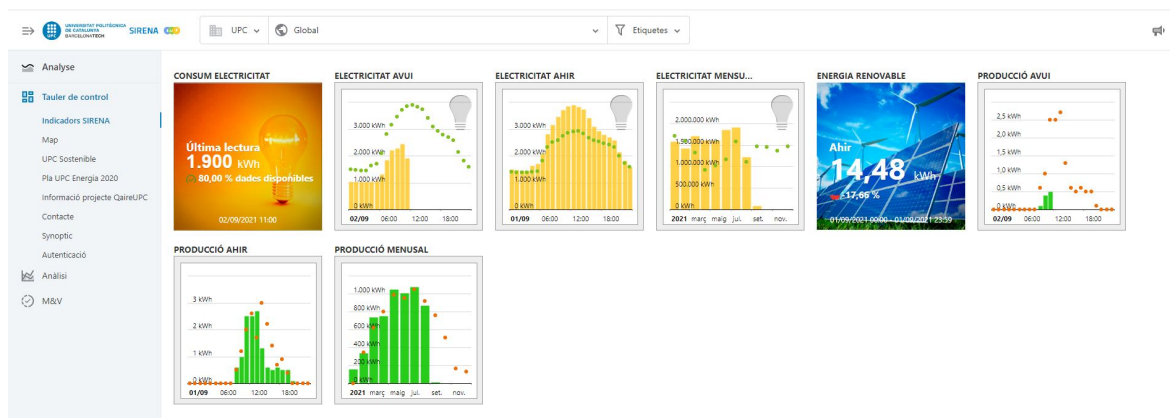 UNIVERSITAT POLITÈCNICA
DE CATALUNYA
BARCELONATECH
UPC
SIRENA
UPC
Global
Etiquetes
Analyse
Tauler de control
Indicadors SIRENA
Map
UPC Sostenible
Pla UPC Energia 2020
Informació projecte QaireUPC
Contacte
Synoptic
Autenticació
Anàlisi
M&V
CONSUM ELECTRICITAT
Última lectura
1.900 kWh
80,00 % dades disponibles
02/09/2021 11:00
ELECTRICITAT AVUI
3.000 kWh
2.000 kWh
1.000 kWh
0 kWh
02/09 06:00 12:00 18:00
ELECTRICITAT AHIR
3.000 kWh
2.000 kWh
1.000 kWh
0 kWh
01/09 06:00 12:00 18:00
ELECTRICITAT MENSU...
2.000.000 kWh
1.500.000 kWh
1.000.000 kWh
500.000 kWh
0 kWh
2021 març maig jul. set. nov.
ENERGIA RENOVABLE
Ahir
14,48 kWh
-17,66 %
01/09/2021 00:00 - 01/09/2021 23:59
PRODUCCIÓ AVUI
2,5 kWh
2,0 kWh
1,5 kWh
1,0 kWh
0,5 kWh
0,0 kWh
02/09 06:00 12:00 18:00
PRODUCCIÓ AHIR
3 kWh
2 kWh
1 kWh
0 kWh
01/09 06:00 12:00 18:00
PRODUCCIÓ MENUSAL
1.000 kWh
800 kWh
600 kWh
400 kWh
200 kWh
0 kWh
2021 març maig jul. set. nov.